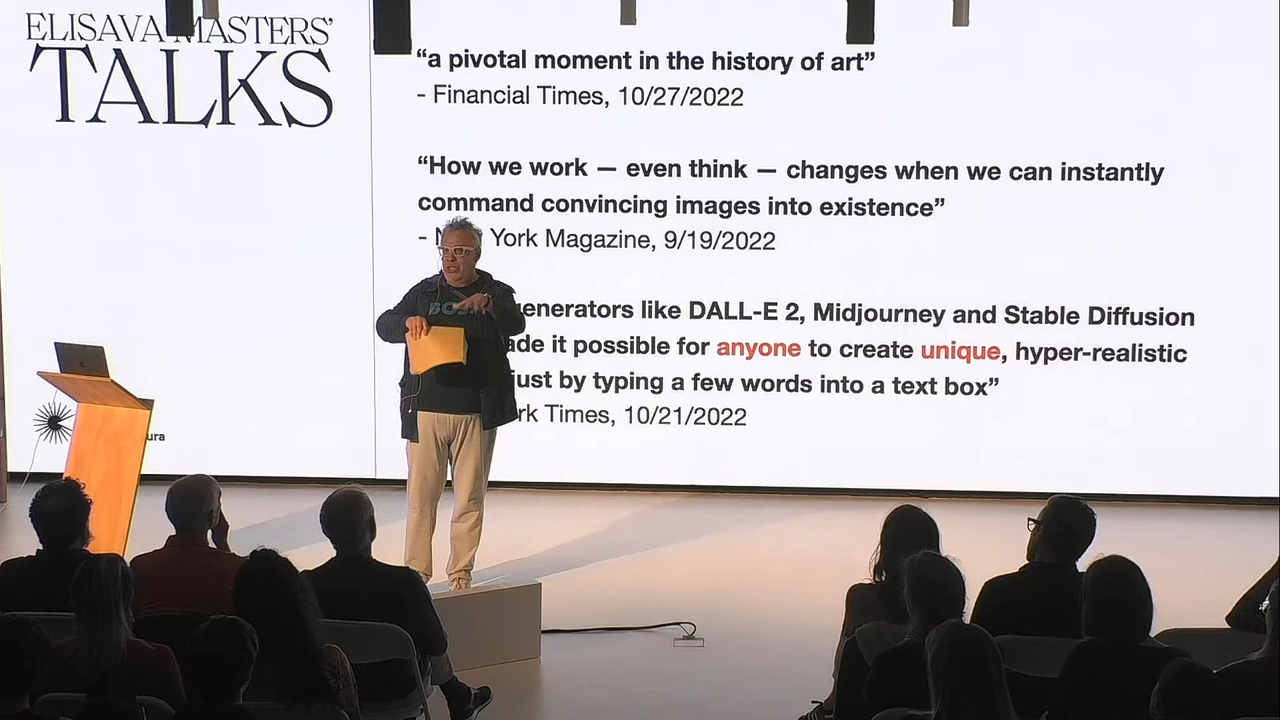 ELISAVA MASTERS'
TALKS
“a pivotal moment in the history of art”
- Financial Times, 10/27/2022
“How we work — even think — changes when we can instantly
command convincing images into existence”
- York Magazine, 9/19/2022
generators like DALL-E 2, Midjourney and Stable Diffusion
it possible for anyone to create unique, hyper-realistic
just by typing a few words into a text box”
Times, 10/21/2022